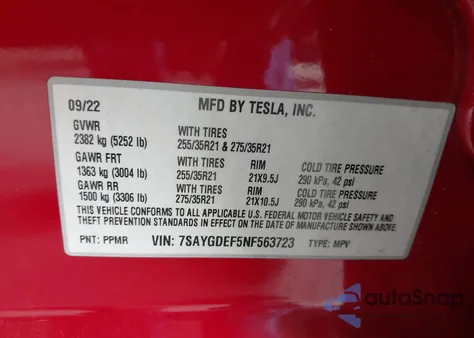 09/22 MFD BY TESLA, INC.
GVWR WITH TIRES
2382 kg (5252 lb) 255/35R21 & 275/35R21
GAWR FRT WITH TIRES RIM COLD TIRE PRESSURE
1363 kg (3004 lb) 255/35R21 21X9.5J 290 kPa, 42 psi
GAWR RR WITH TIRES RIM COLD TIRE PRESSURE
1500 kg (3306 lb) 275/35R21 21X10.5J 290 kPa, 42 psi
THIS VEHICLE CONFORMS TO ALL APPLICABLE U.S. FEDERAL MOTOR VEHICLE SAFETY AND
THEFT PREVENTION STANDARDS IN EFFECT ON THE DATE OF MANUFACTURE SHOWN ABOVE.
PNT: PPMR VIN: 7SAYGDEF5NF563723 TYPE: MPV
autoSnap